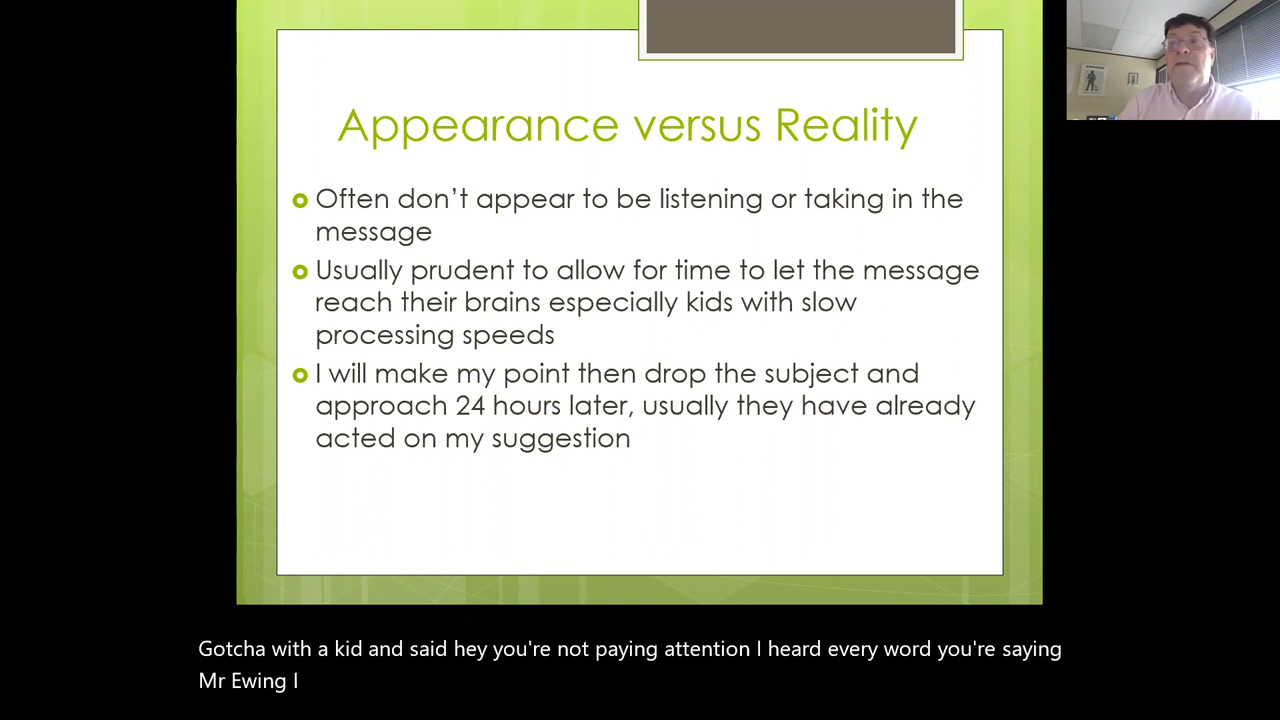 Appearance versus Reality
Often don’t appear to be listening or taking in the
message
Usually prudent to allow for time to let the message
reach their brains especially kids with slow
processing speeds
I will make my point then drop the subject and
approach 24 hours later, usually they have already
acted on my suggestion
Gotcha with a kid and said hey you're not paying attention I heard every word you're saying
Mr Ewing I